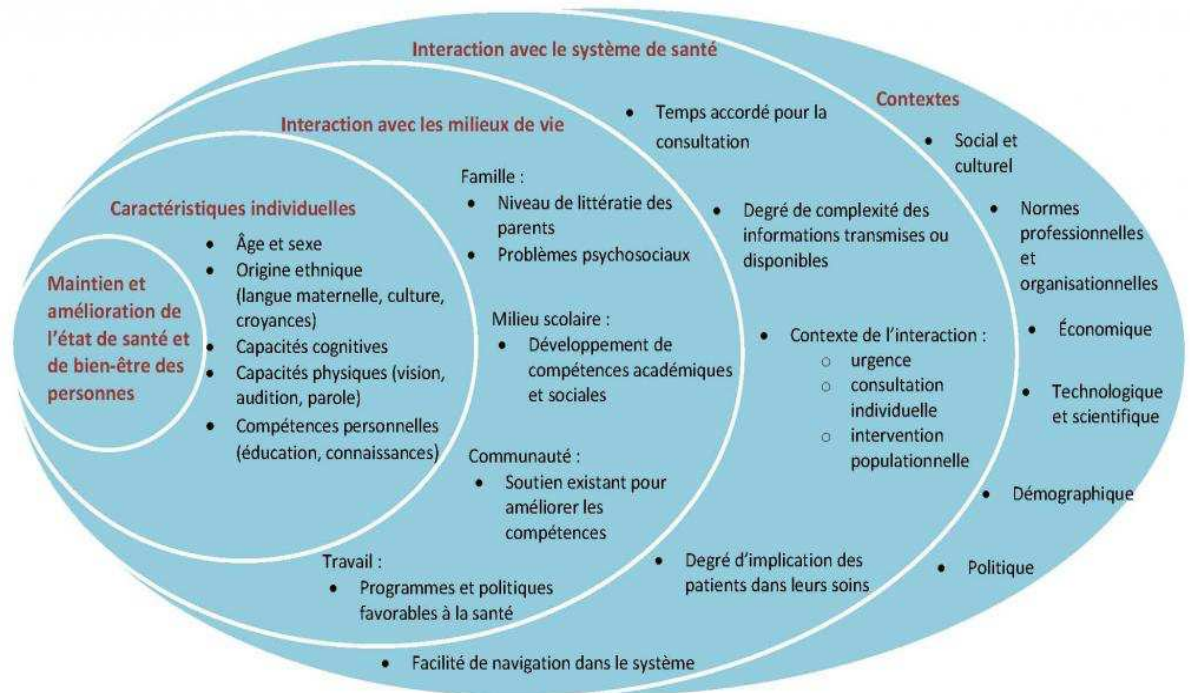 Interaction avec le système de santé
Contextes
• Temps accordé pour la
consultation
Interaction avec les milieux de vie
• Social et
culturel
Famille :
• Niveau de littératie des
parents
• Problèmes psychosociaux
Caractéristiques individuelles
• Degré de complexité des
informations transmises ou
disponibles
• Normes
professionnelles
et
organisationnelles
• Âge et sexe
• Origine ethnique
(langue maternelle, culture,
croyances)
• Capacités cognitives
• Capacités physiques (vision,
audition, parole)
• Compétences personnelles
(éducation, connaissances)
Maintien et
amélioration de
l’état de santé et
de bien-être des
personnes
Milieu scolaire :
• Développement de
compétences académiques
et sociales
• Contexte de l’interaction :
○ urgence
○ consultation
individuelle
○ intervention
populationnelle
• Économique
• Technologique
et scientifique
Communauté :
• Soutien existant pour
améliorer les
compétences
• Démographique
Travail :
• Programmes et politiques
favorables à la santé
• Degré d’implication des
patients dans leurs soins
• Politique
• Facilité de navigation dans le système